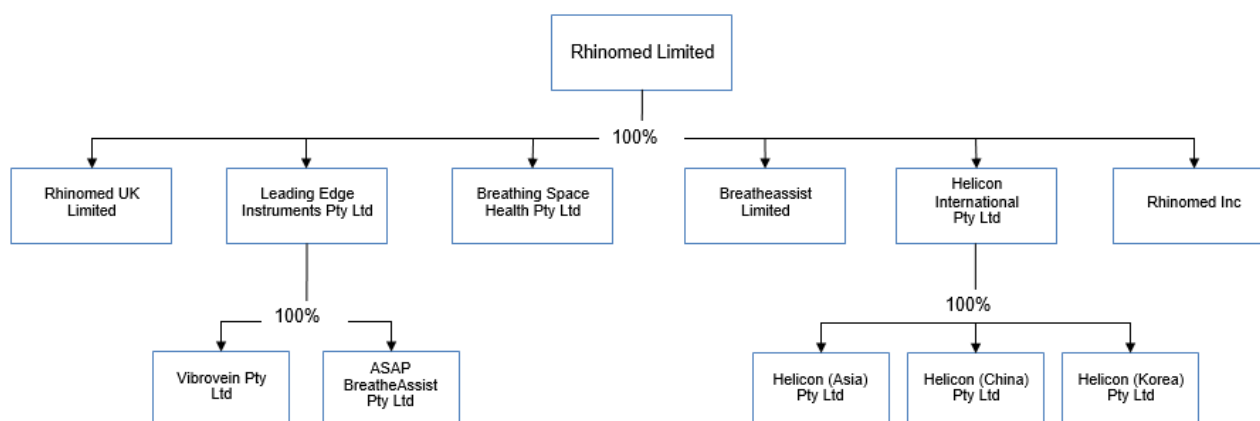 Rhinomed Limited
100%
Rhinomed UK
Limited
Leading Edge
Instruments Pty Ltd
Breathing Space
Health Pty Ltd
Breatheassist
Limited
Helicon
International
Pty Ltd
Rhinomed Inc
100%
100%
Vibrovein Pty
Ltd
ASAP
BreatheAssist
Pty Ltd
Helicon (Asia)
Pty Ltd
Helicon (China)
Pty Ltd
Helicon (Korea)
Pty Ltd